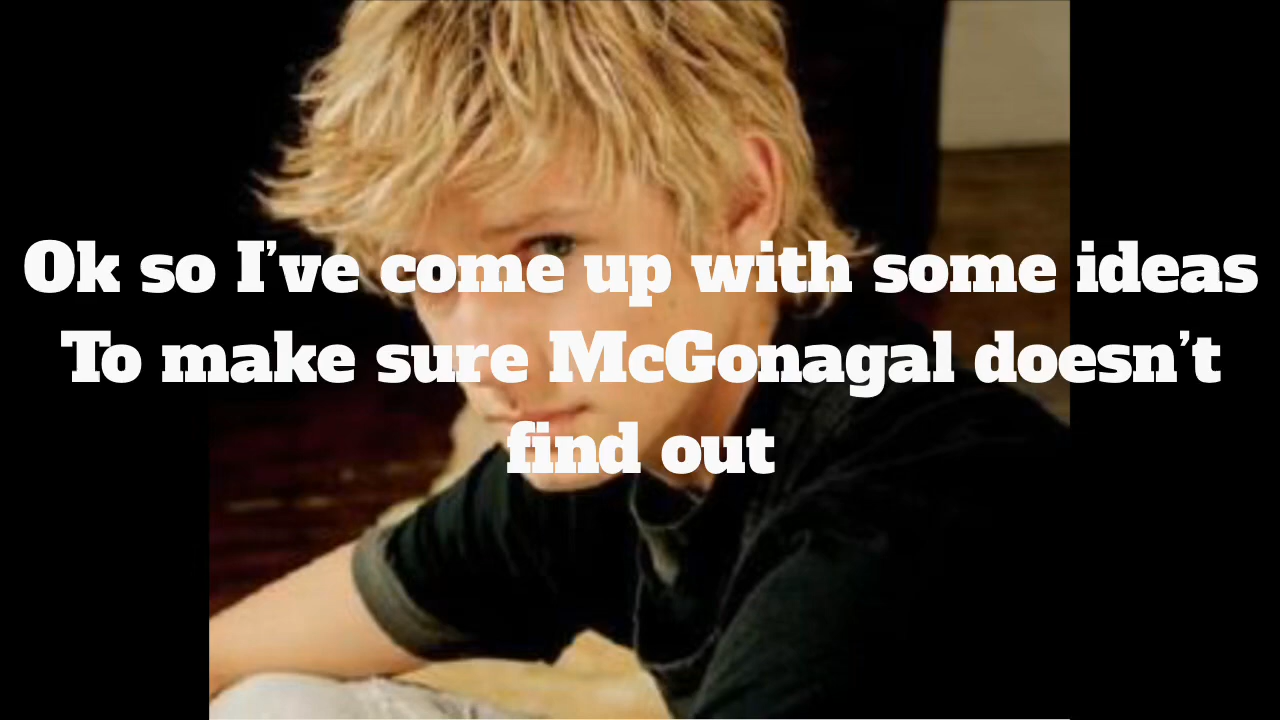 Ok so I’ve come up with some ideas
To make sure McGonagal doesn’t
find out